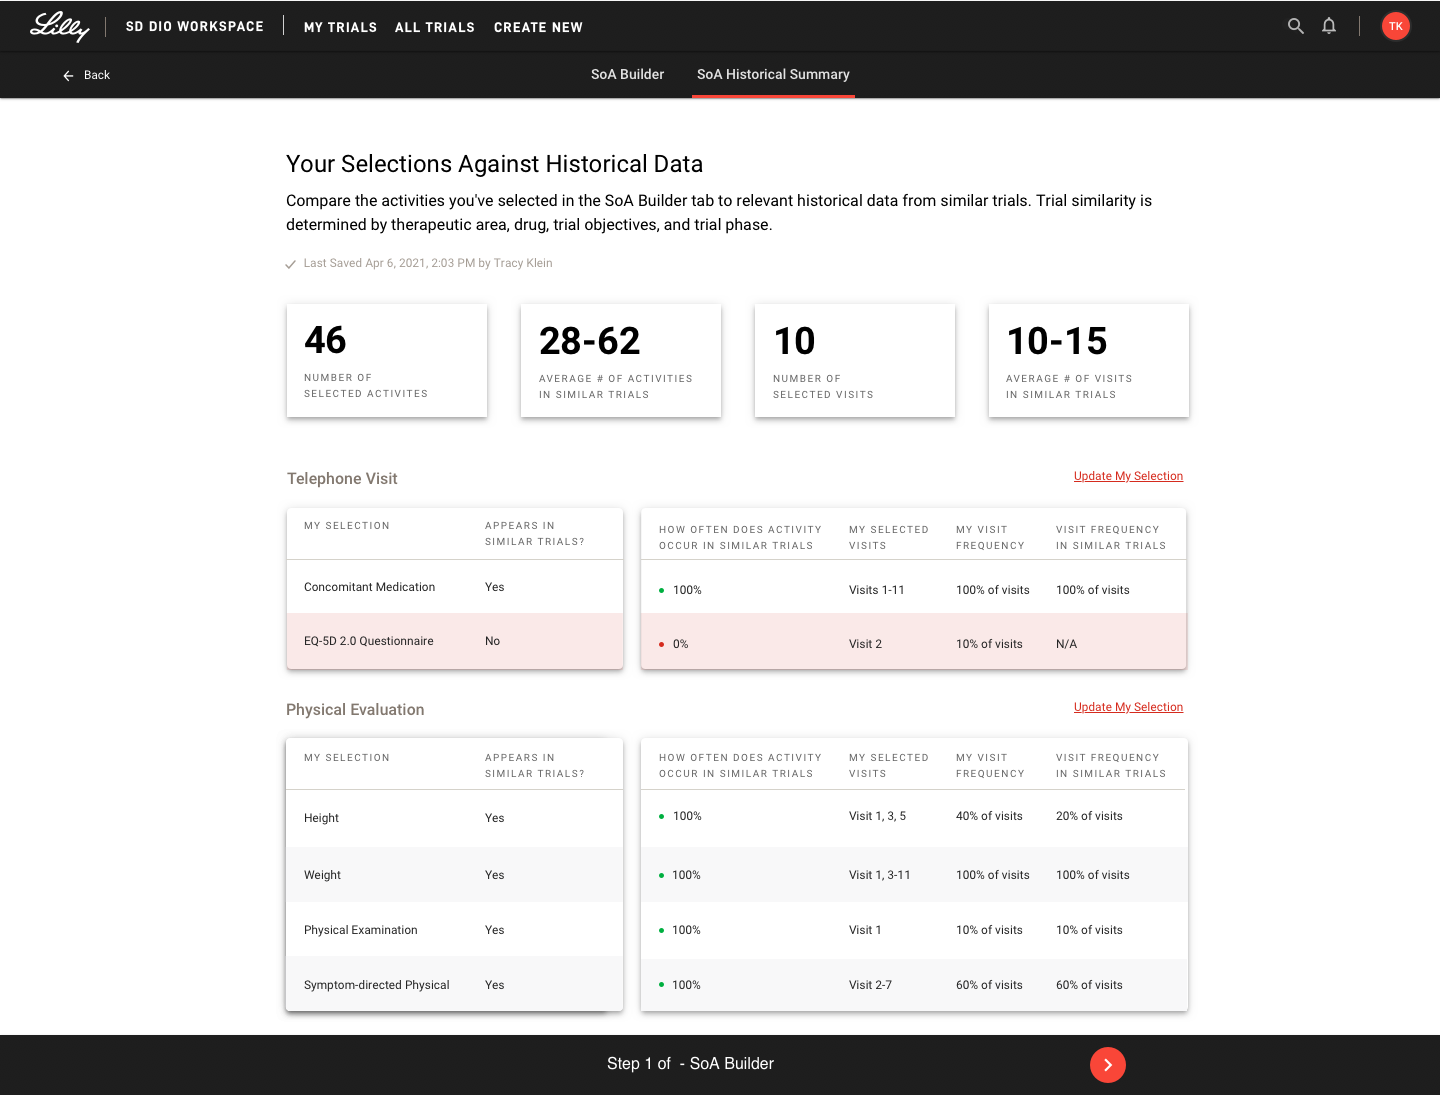 Lilly SD DIO WORKSPACE MY TRIALS ALL TRIALS CREATE NEW TK
Back SoA Builder SoA Historical Summary
Your Selections Against Historical Data
Compare the activities you've selected in the SoA Builder tab to relevant historical data from similar trials. Trial similarity is
determined by therapeutic area, drug, trial objectives, and trial phase.
Last Saved Apr 6, 2021, 2:03 PM by Tracy Klein
46
NUMBER OF
SELECTED ACTIVITES
28-62
AVERAGE # OF ACTIVITIES
IN SIMILAR TRIALS
10
NUMBER OF
SELECTED VISITS
10-15
AVERAGE # OF VISITS
IN SIMILAR TRIALS
Telephone Visit Update My Selection
MY SELECTION APPEARS IN HOW OFTEN DOES ACTIVITY MY SELECTED MY VISIT VISIT FREQUENCY
SIMILAR TRIALS? OCCUR IN SIMILAR TRIALS VISITS FREQUENCY IN SIMILAR TRIALS
Concomitant Medication Yes 100% Visits 1-11 100% of visits 100% of visits
EQ-5D 2.0 Questionnaire No 0% Visit 2 10% of visits N/A
Physical Evaluation Update My Selection
MY SELECTION APPEARS IN HOW OFTEN DOES ACTIVITY MY SELECTED MY VISIT VISIT FREQUENCY
SIMILAR TRIALS? OCCUR IN SIMILAR TRIALS VISITS FREQUENCY IN SIMILAR TRIALS
Height Yes 100% Visit 1, 3, 5 40% of visits 20% of visits
Weight Yes 100% Visit 1, 3-11 100% of visits 100% of visits
Physical Examination Yes 100% Visit 1 10% of visits 10% of visits
Symptom-directed Physical Yes 100% Visit 2-7 60% of visits 60% of visits
Step 1 of - SoA Builder